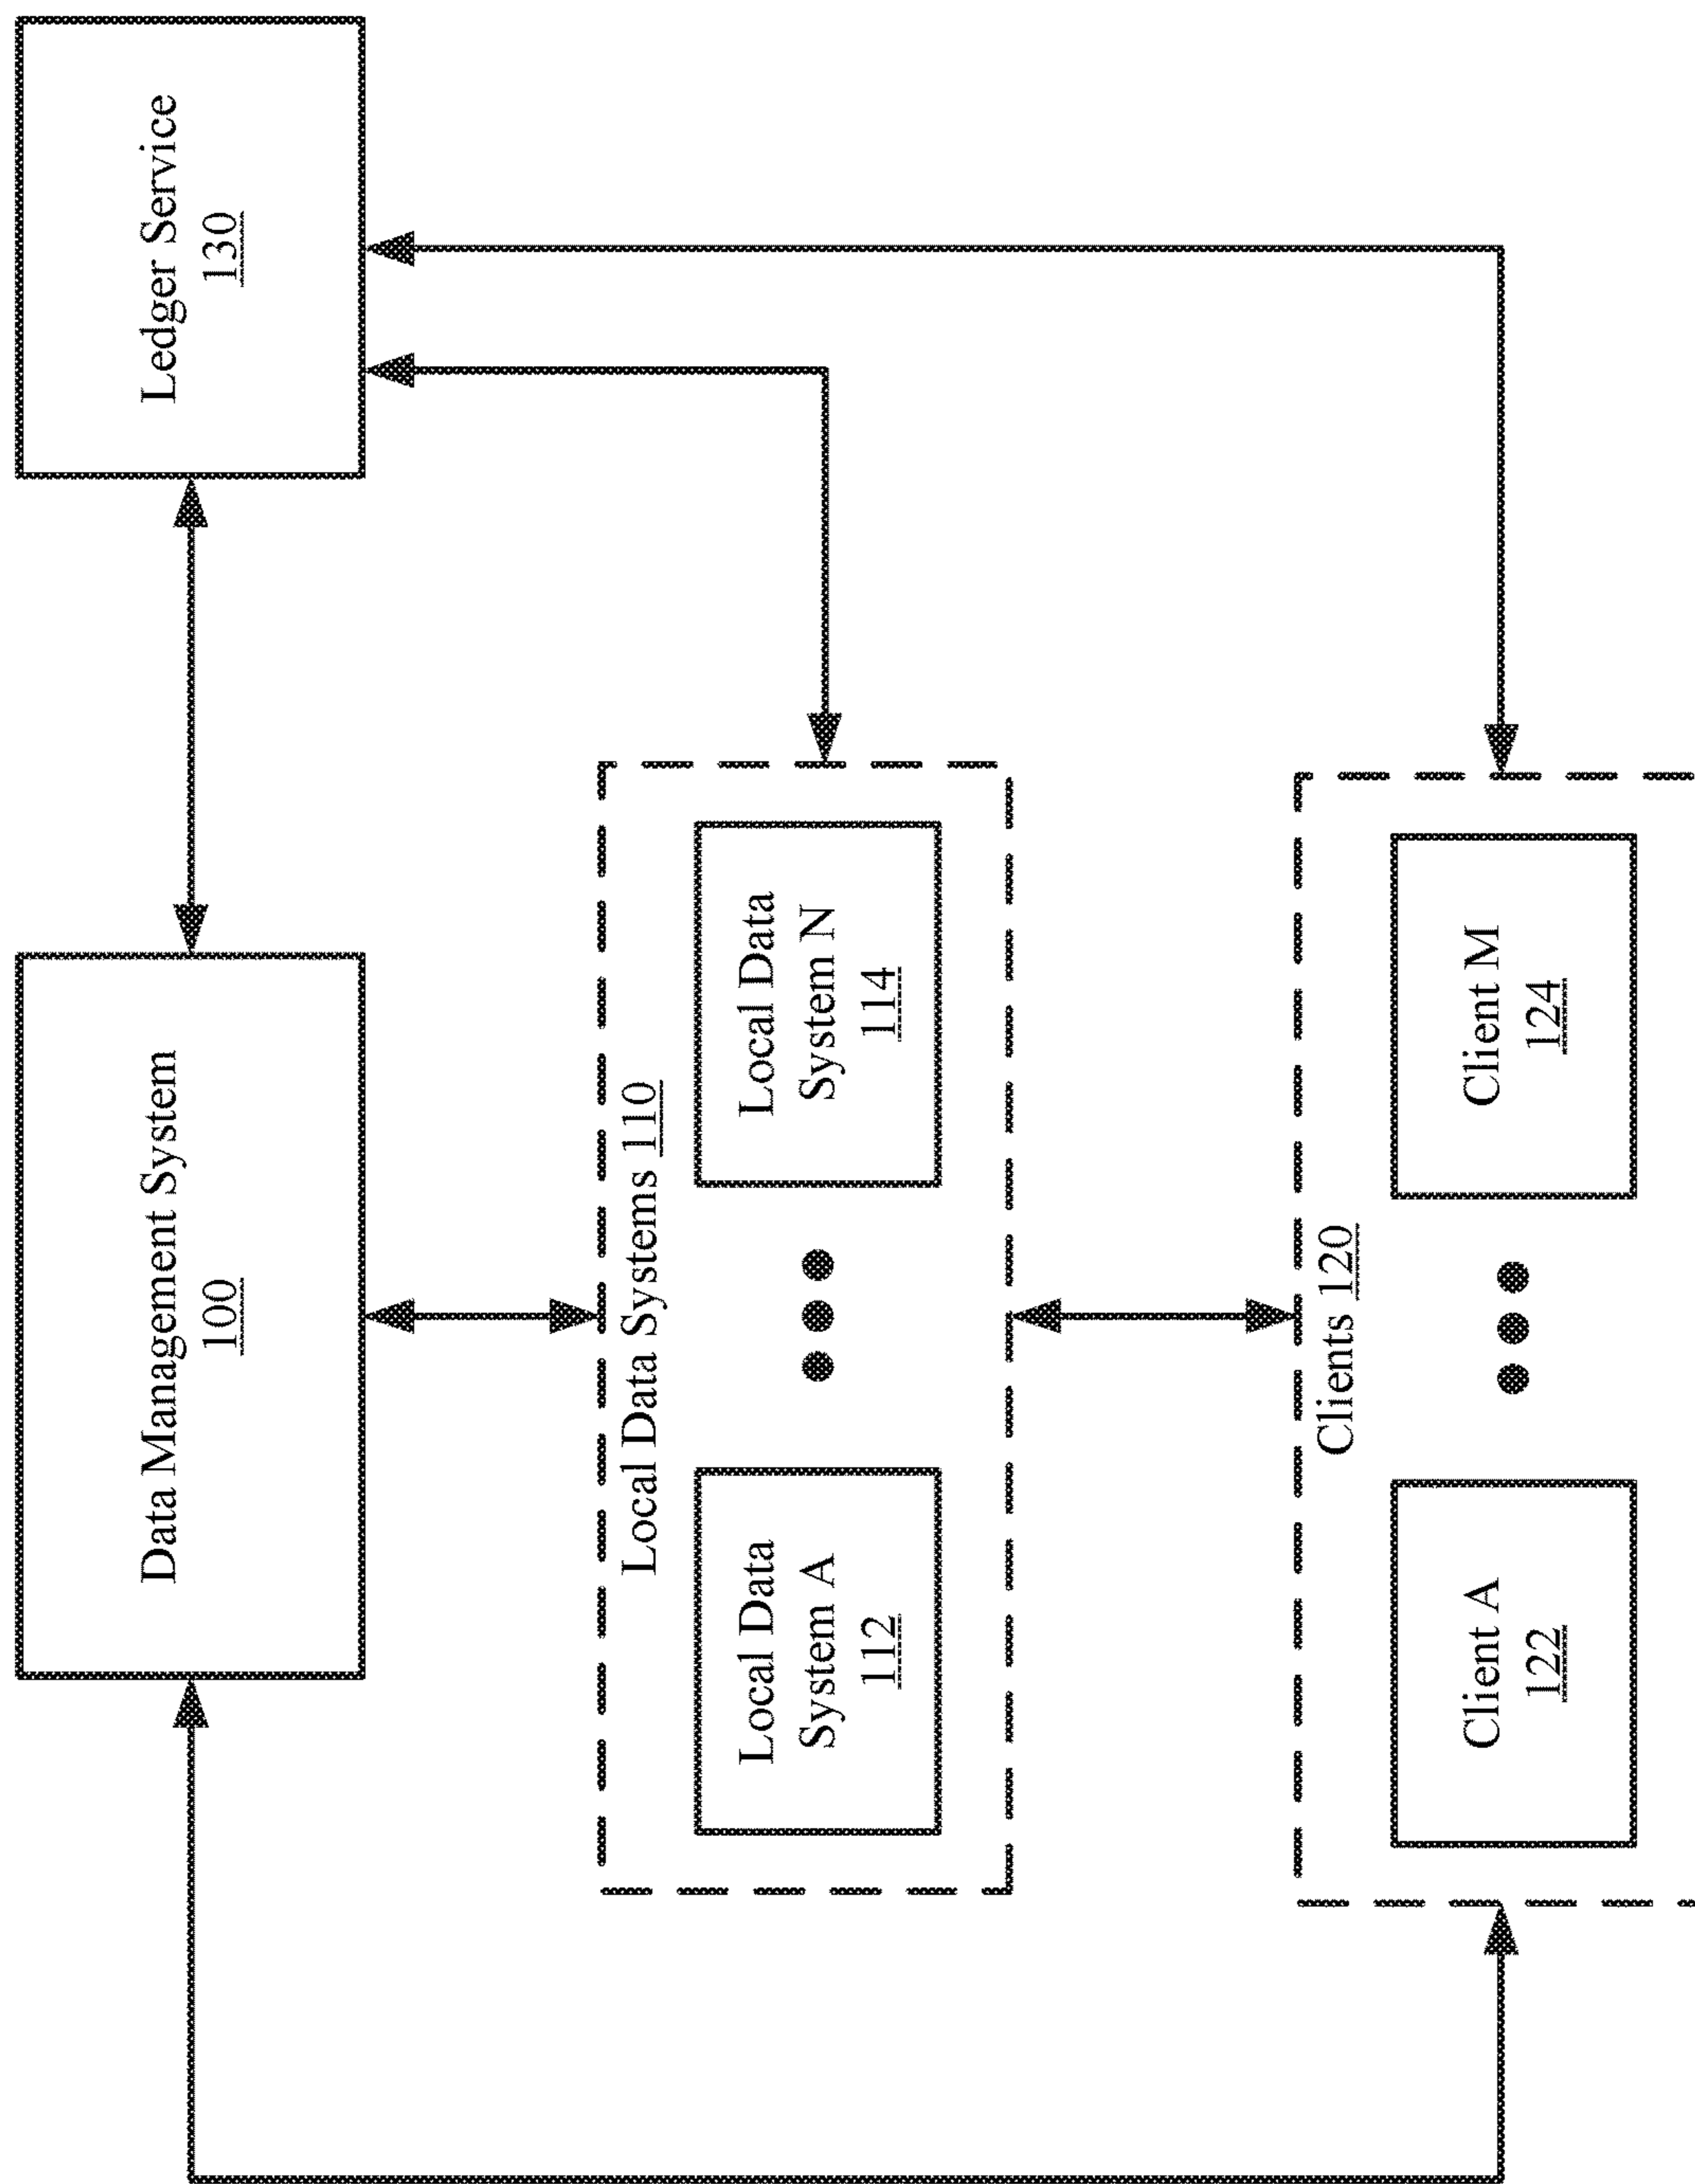 Data Management System
100
Ledger Service
130
Local Data Systems 110
Local Data
System A
112
Local Data
System N
114
Clients 120
Client A
122
Client M
124